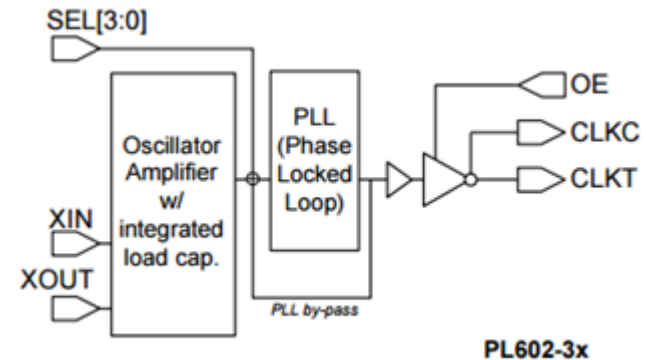 SEL[3:0]
Oscillator
Amplifier
w/
integrated
load cap.
XIN
XOUT
PLL
(Phase
Locked
Loop)
PLL by-pass
OE
CLKC
CLKT
PL602-3x